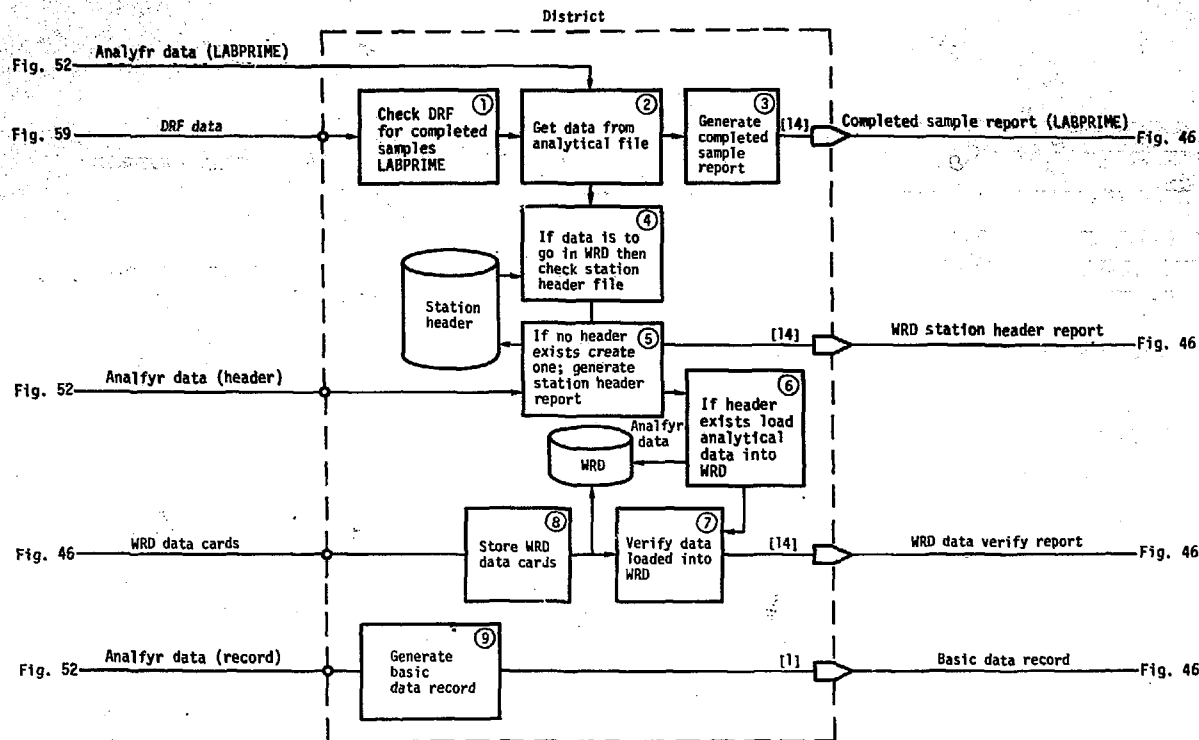 District
Analyfr data (LABPRIME)
Fig. 52
Fig. 59
DRF data
1
Check DRF
for completed
samples
LABPRIME
2
Get data from
analytical file
3
Generate
completed
sample
report
[14]
Completed sample report (LABPRIME)
Fig. 46
4
If data is to
go in WRD then
check station
header file
Station
header
5
If no header
exists create
one; generate
station header
report
[14]
WRD station header report
Fig. 46
Fig. 52
Analfyr data (header)
6
If header
exists load
analytical
data into
WRD
Analfyr
data
WRD
Fig. 46
WRD data cards
8
Store WRD
data cards
7
Verify data
loaded into
WRD
[14]
WRD data verify report
Fig. 46
Fig. 52
Analfyr data (record)
9
Generate
basic
data record
[1]
Basic data record
Fig. 46